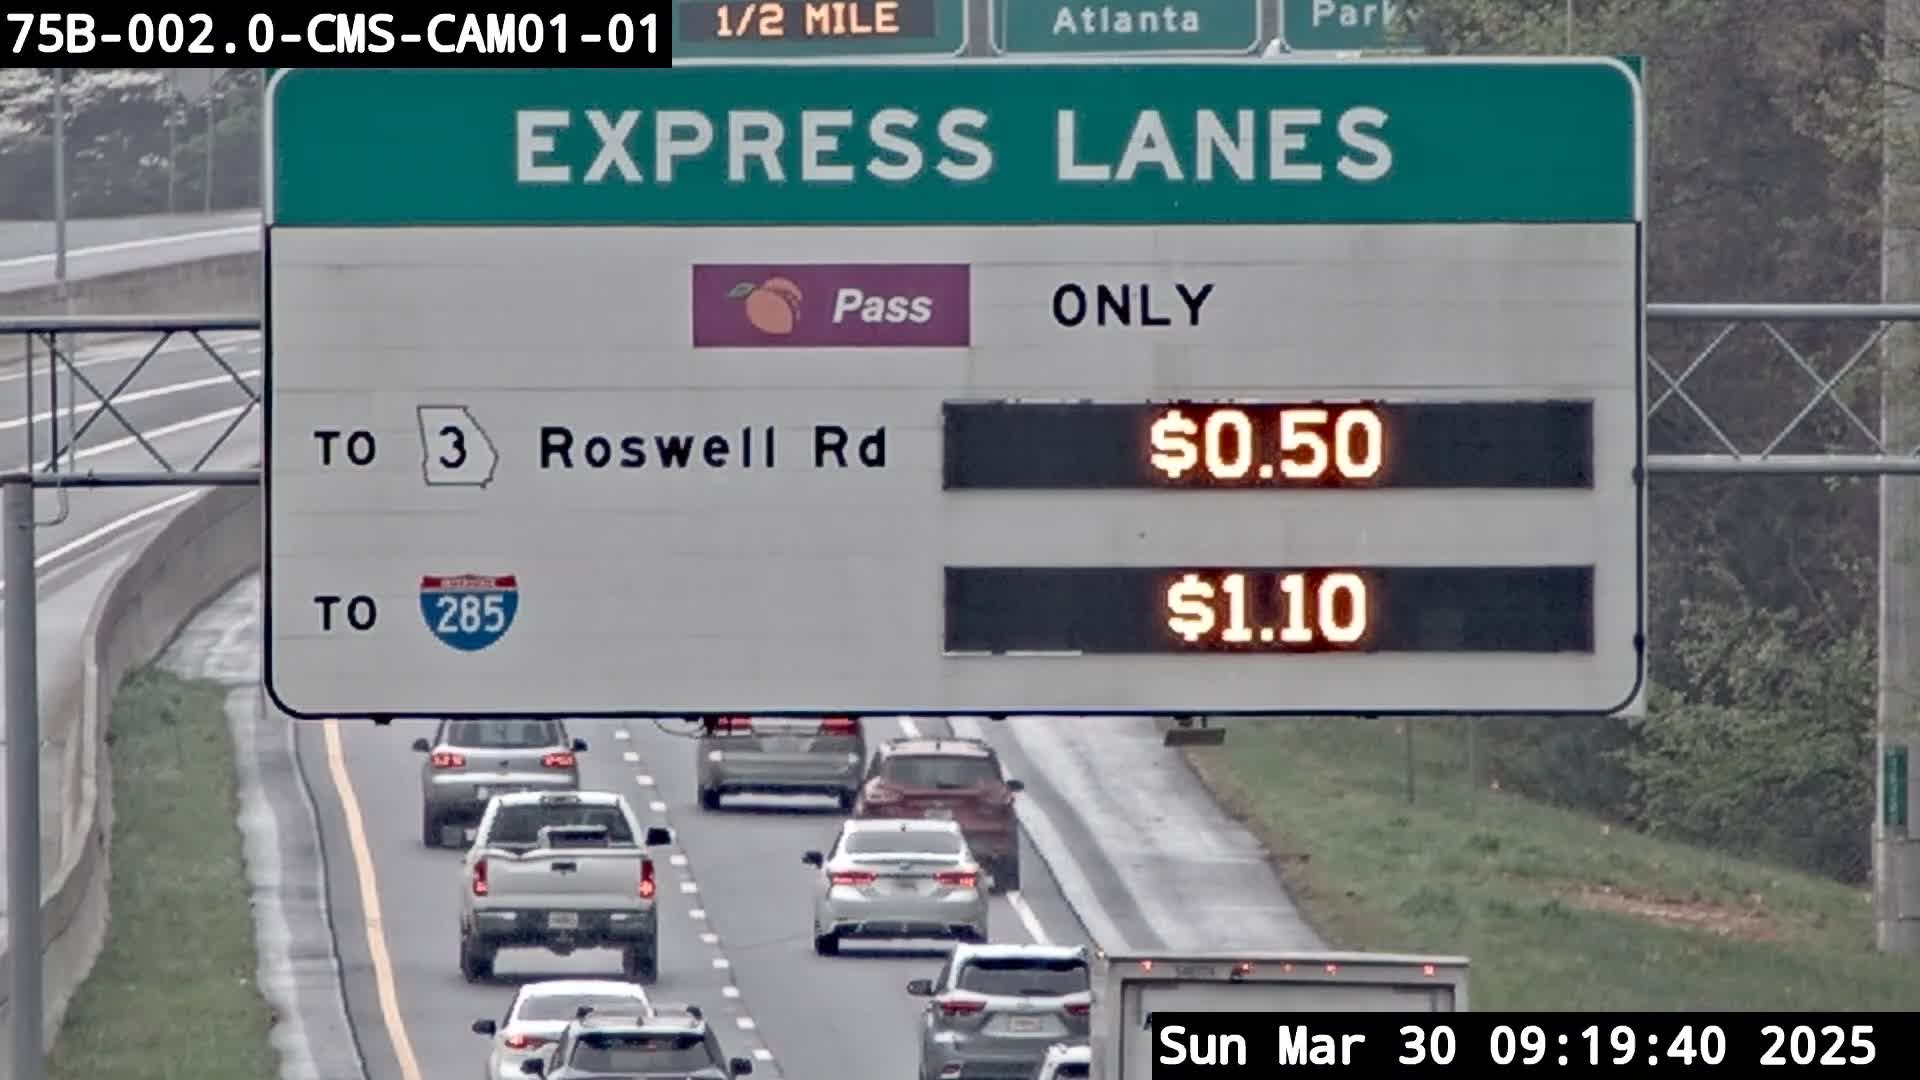 75B-002.0-CMS-CAM01-01
1/2 MILE
Atlanta
EXPRESS LANES
Pass ONLY
TO 3 Roswell Rd $0.50
TO INTERSTATE 285 $1.10
Sun Mar 30 09:19:40 2025